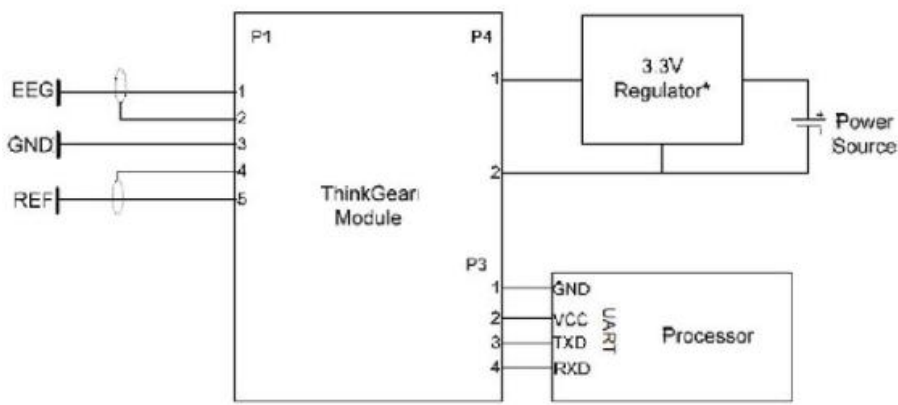 P1
P4
EEG
GND
REF
1
2
3
4
5
ThinkGear
Module
1
2
3.3V
Regulator*
+
Power
Source
P3
1
2
3
4
GND
VCC
TXD
RXD
UART
Processor